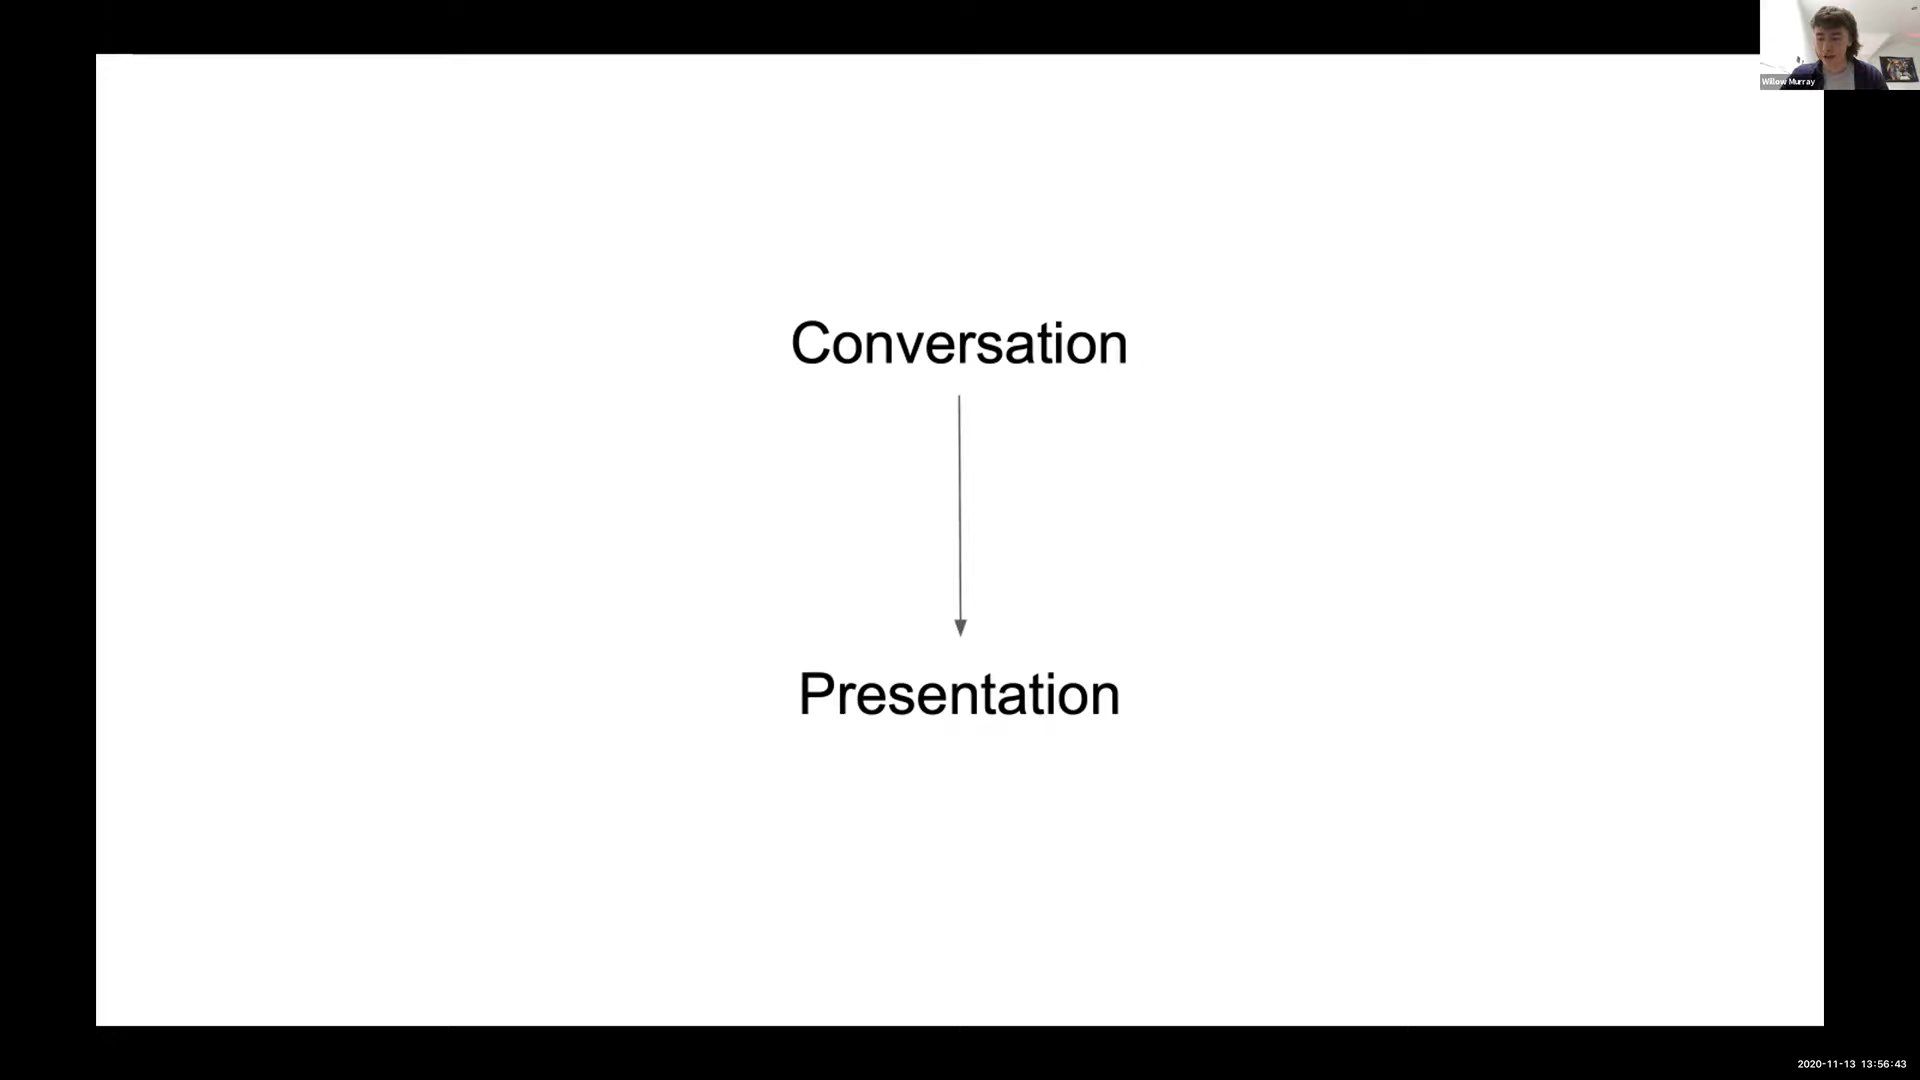 Willow Murray
Conversation
Presentation
2020-11-13 13:56:43